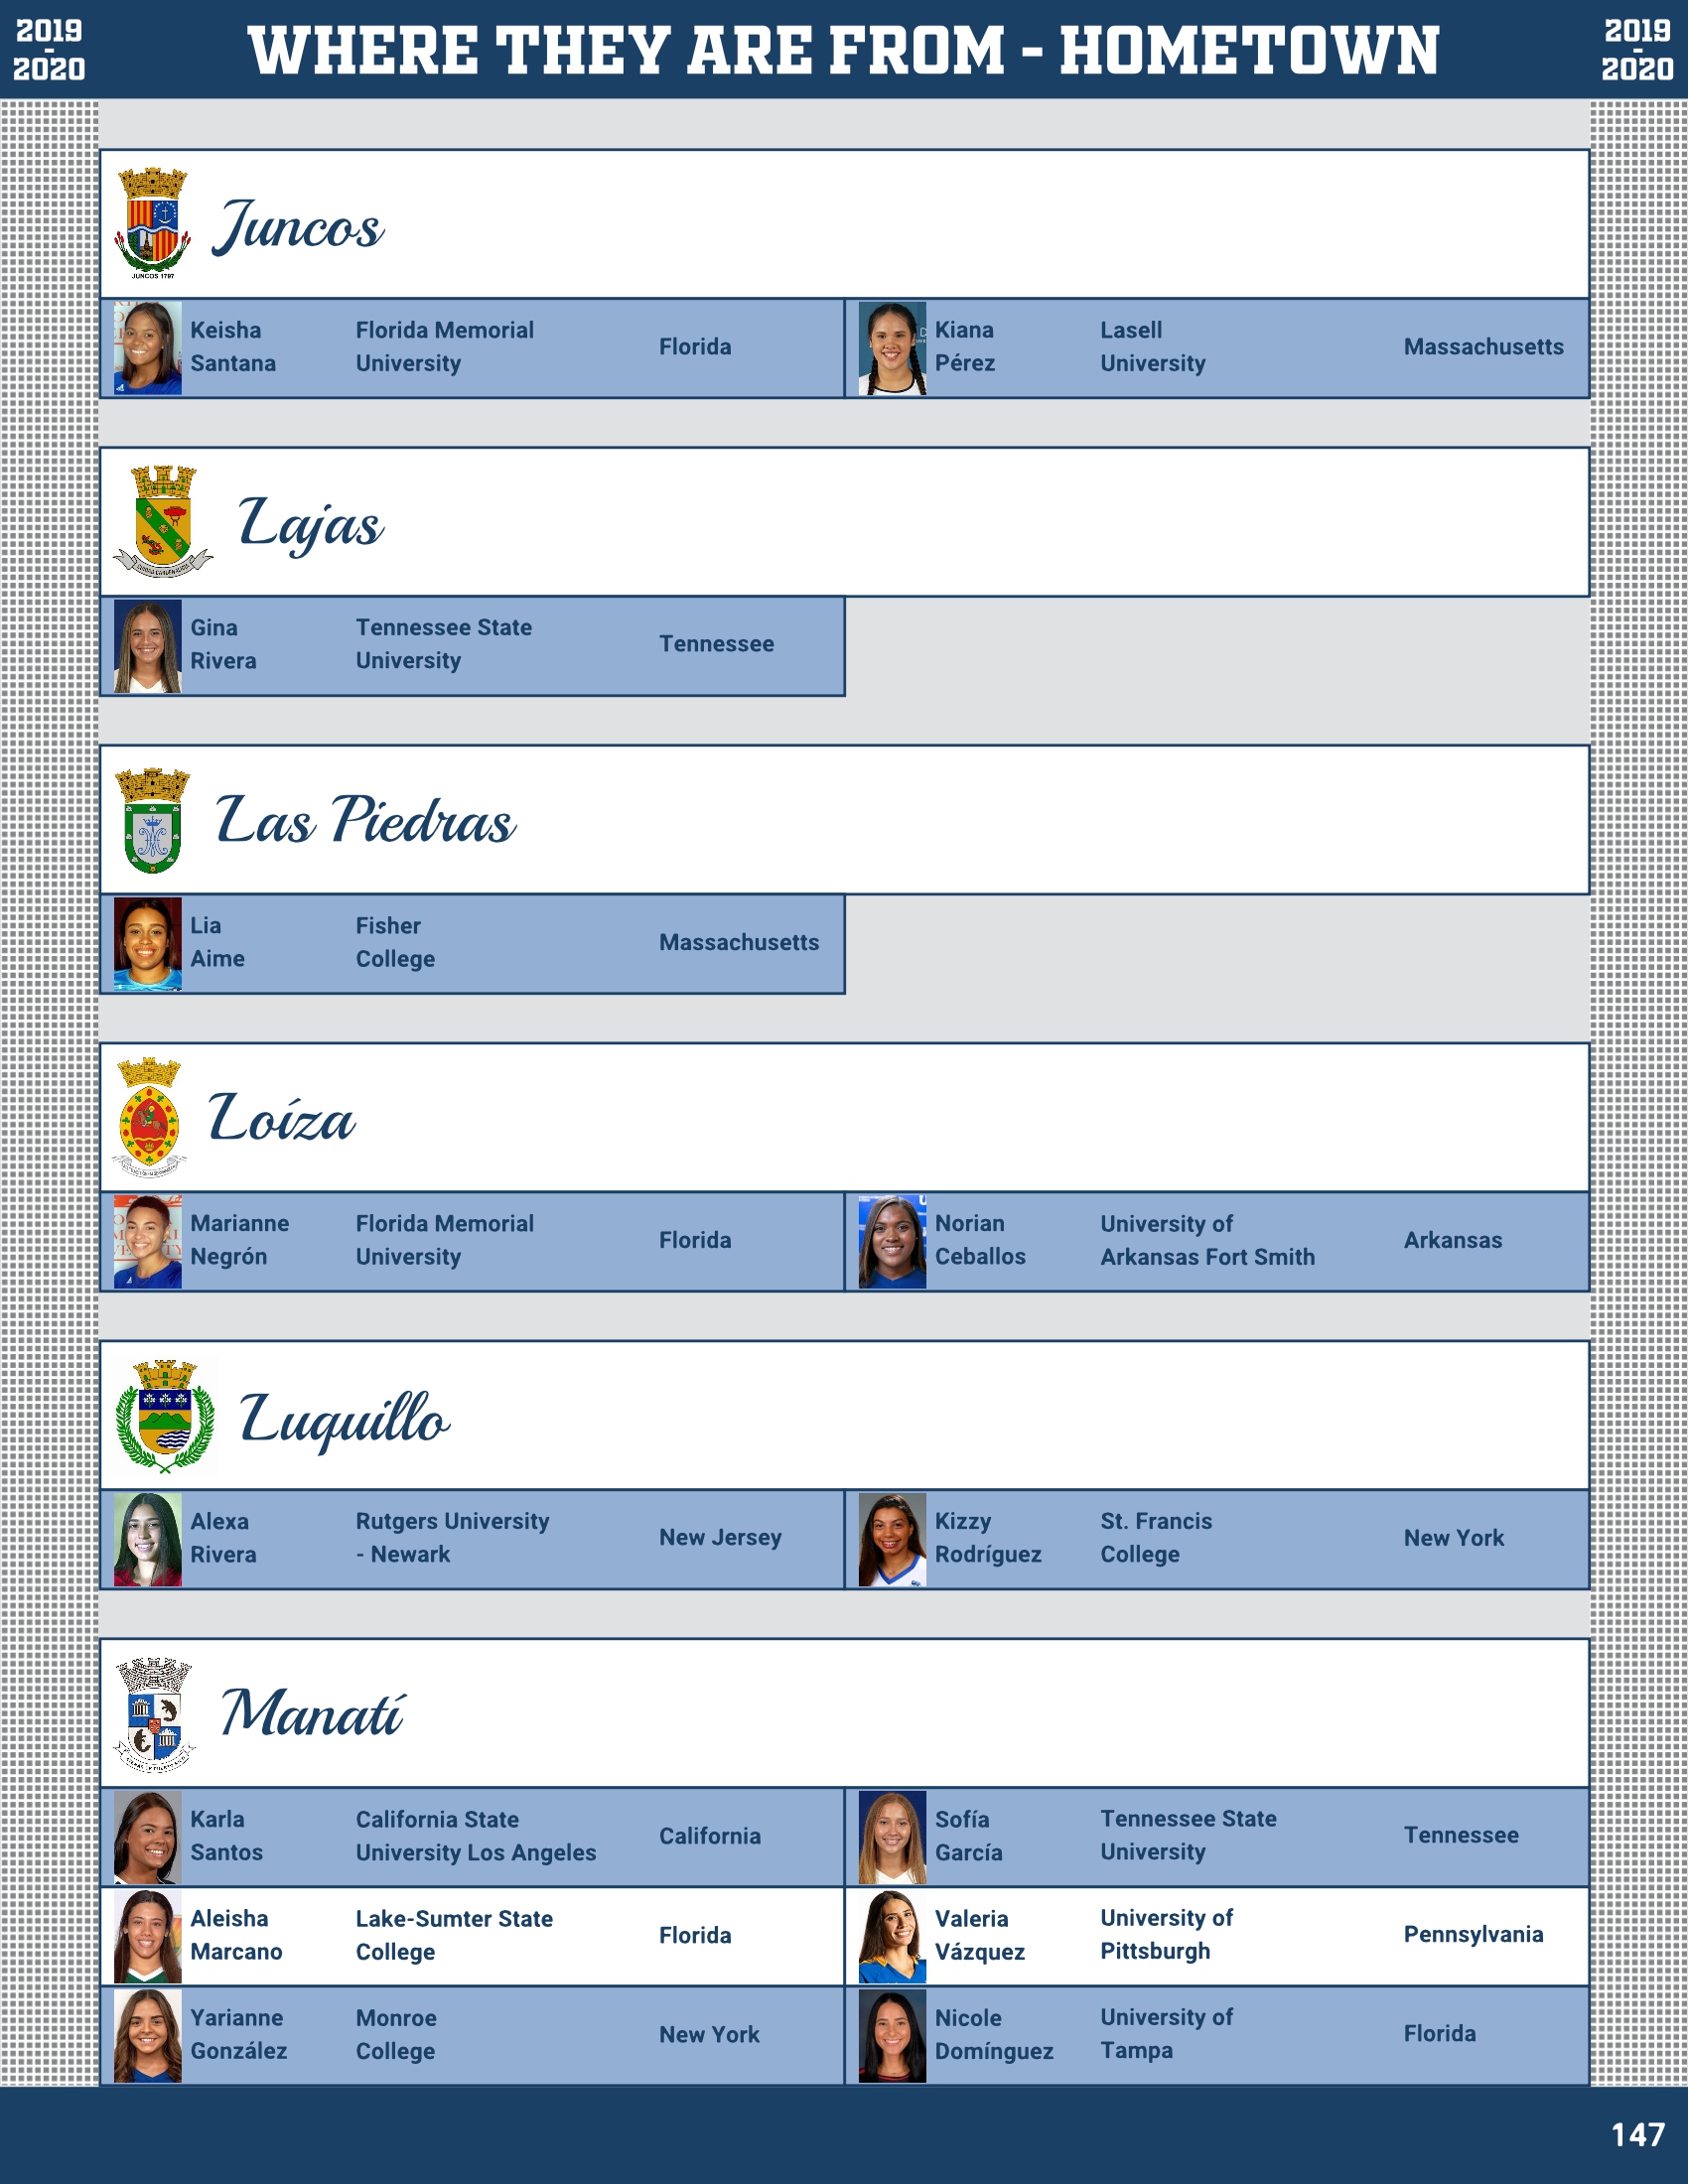 2019
-
2020
WHERE THEY ARE FROM - HOMETOWN
2019
-
2020
JUNCOS 1797
Juncos
Keisha
Santana
Florida Memorial
University
Florida
Kiana
Pérez
Lasell
University
Massachusetts
Lajas
Gina
Rivera
Tennessee State
University
Tennessee
Las Piedras
Lia
Aime
Fisher
College
Massachusetts
Loíza
Marianne
Negrón
Florida Memorial
University
Florida
Norian
Ceballos
University of
Arkansas Fort Smith
Arkansas
Luquillo
Alexa
Rivera
Rutgers University
- Newark
New Jersey
Kizzy
Rodríguez
St. Francis
College
New York
Manatí
Karla
Santos
California State
University Los Angeles
California
Sofía
García
Tennessee State
University
Tennessee
Aleisha
Marcano
Lake-Sumter State
College
Florida
Valeria
Vázquez
University of
Pittsburgh
Pennsylvania
Yarianne
González
Monroe
College
New York
Nicole
Domínguez
University of
Tampa
Florida
147